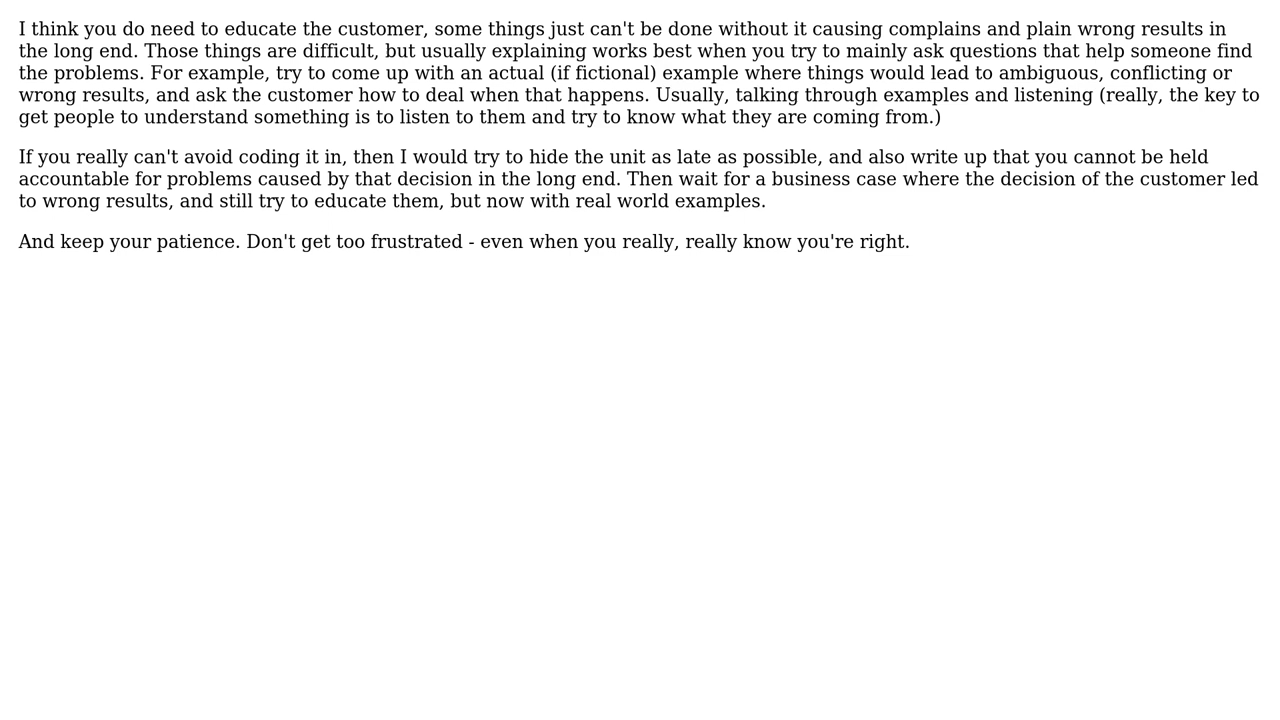 I think you do need to educate the customer, some things just can't be done without it causing complains and plain wrong results in
the long end. Those things are difficult, but usually explaining works best when you try to mainly ask questions that help someone find
the problems. For example, try to come up with an actual (if fictional) example where things would lead to ambiguous, conflicting or
wrong results, and ask the customer how to deal when that happens. Usually, talking through examples and listening (really, the key to
get people to understand something is to listen to them and try to know what they are coming from.)
If you really can't avoid coding it in, then I would try to hide the unit as late as possible, and also write up that you cannot be held
accountable for problems caused by that decision in the long end. Then wait for a business case where the decision of the customer led
to wrong results, and still try to educate them, but now with real world examples.
And keep your patience. Don't get too frustrated - even when you really, really know you're right.